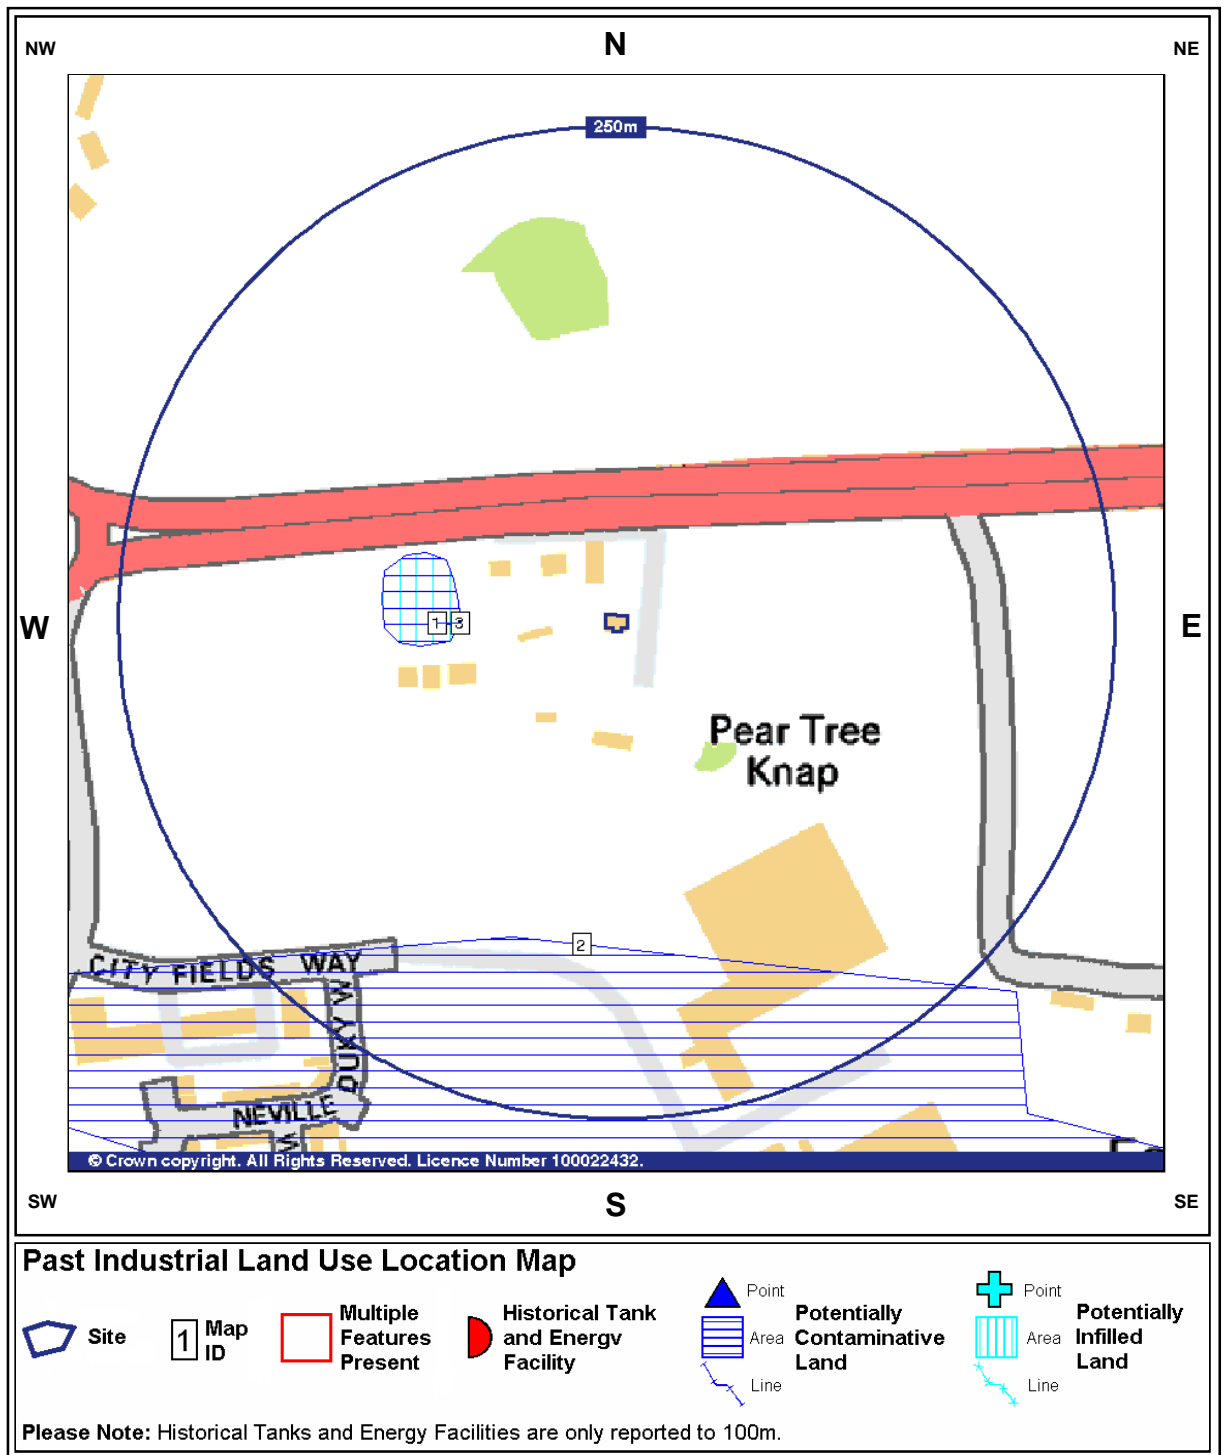 NW
N
NE
250m
W
E
1
3
Pear Tree
Knap
2
CITY FIELDS WAY
DUKY W
NEVILLE
W
© Crown copyright. All Rights Reserved. Licence Number 100022432.
SW
S
SE
Past Industrial Land Use Location Map
Site
1
Map
ID
Multiple
Features
Present
Historical Tank
and Energy
Facility
Point
Area
Line
Potentially
Contaminative
Land
Point
Area
Line
Potentially
Infilled
Land
Please Note: Historical Tanks and Energy Facilities are only reported to 100m.